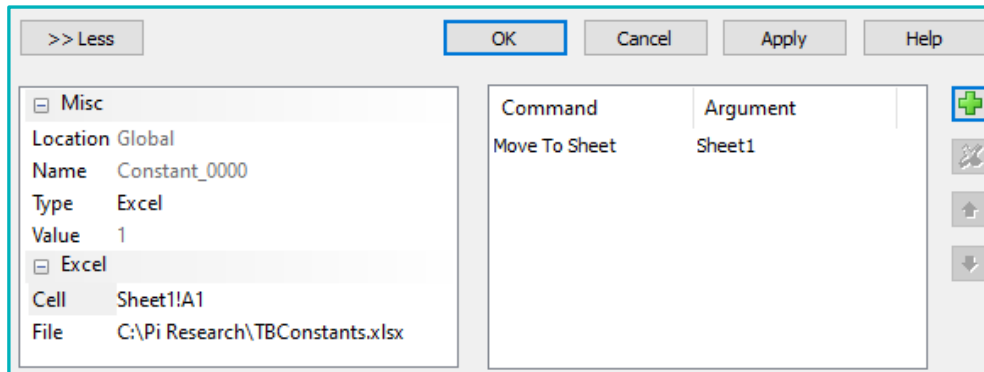 >> Less OK Cancel Apply Help
Misc
Location Global
Name Constant_0000
Type Excel
Value 1
Excel
Cell Sheet1!A1
File C:\Pi Research\TBConstants.xlsx
Command Argument
Move To Sheet Sheet1